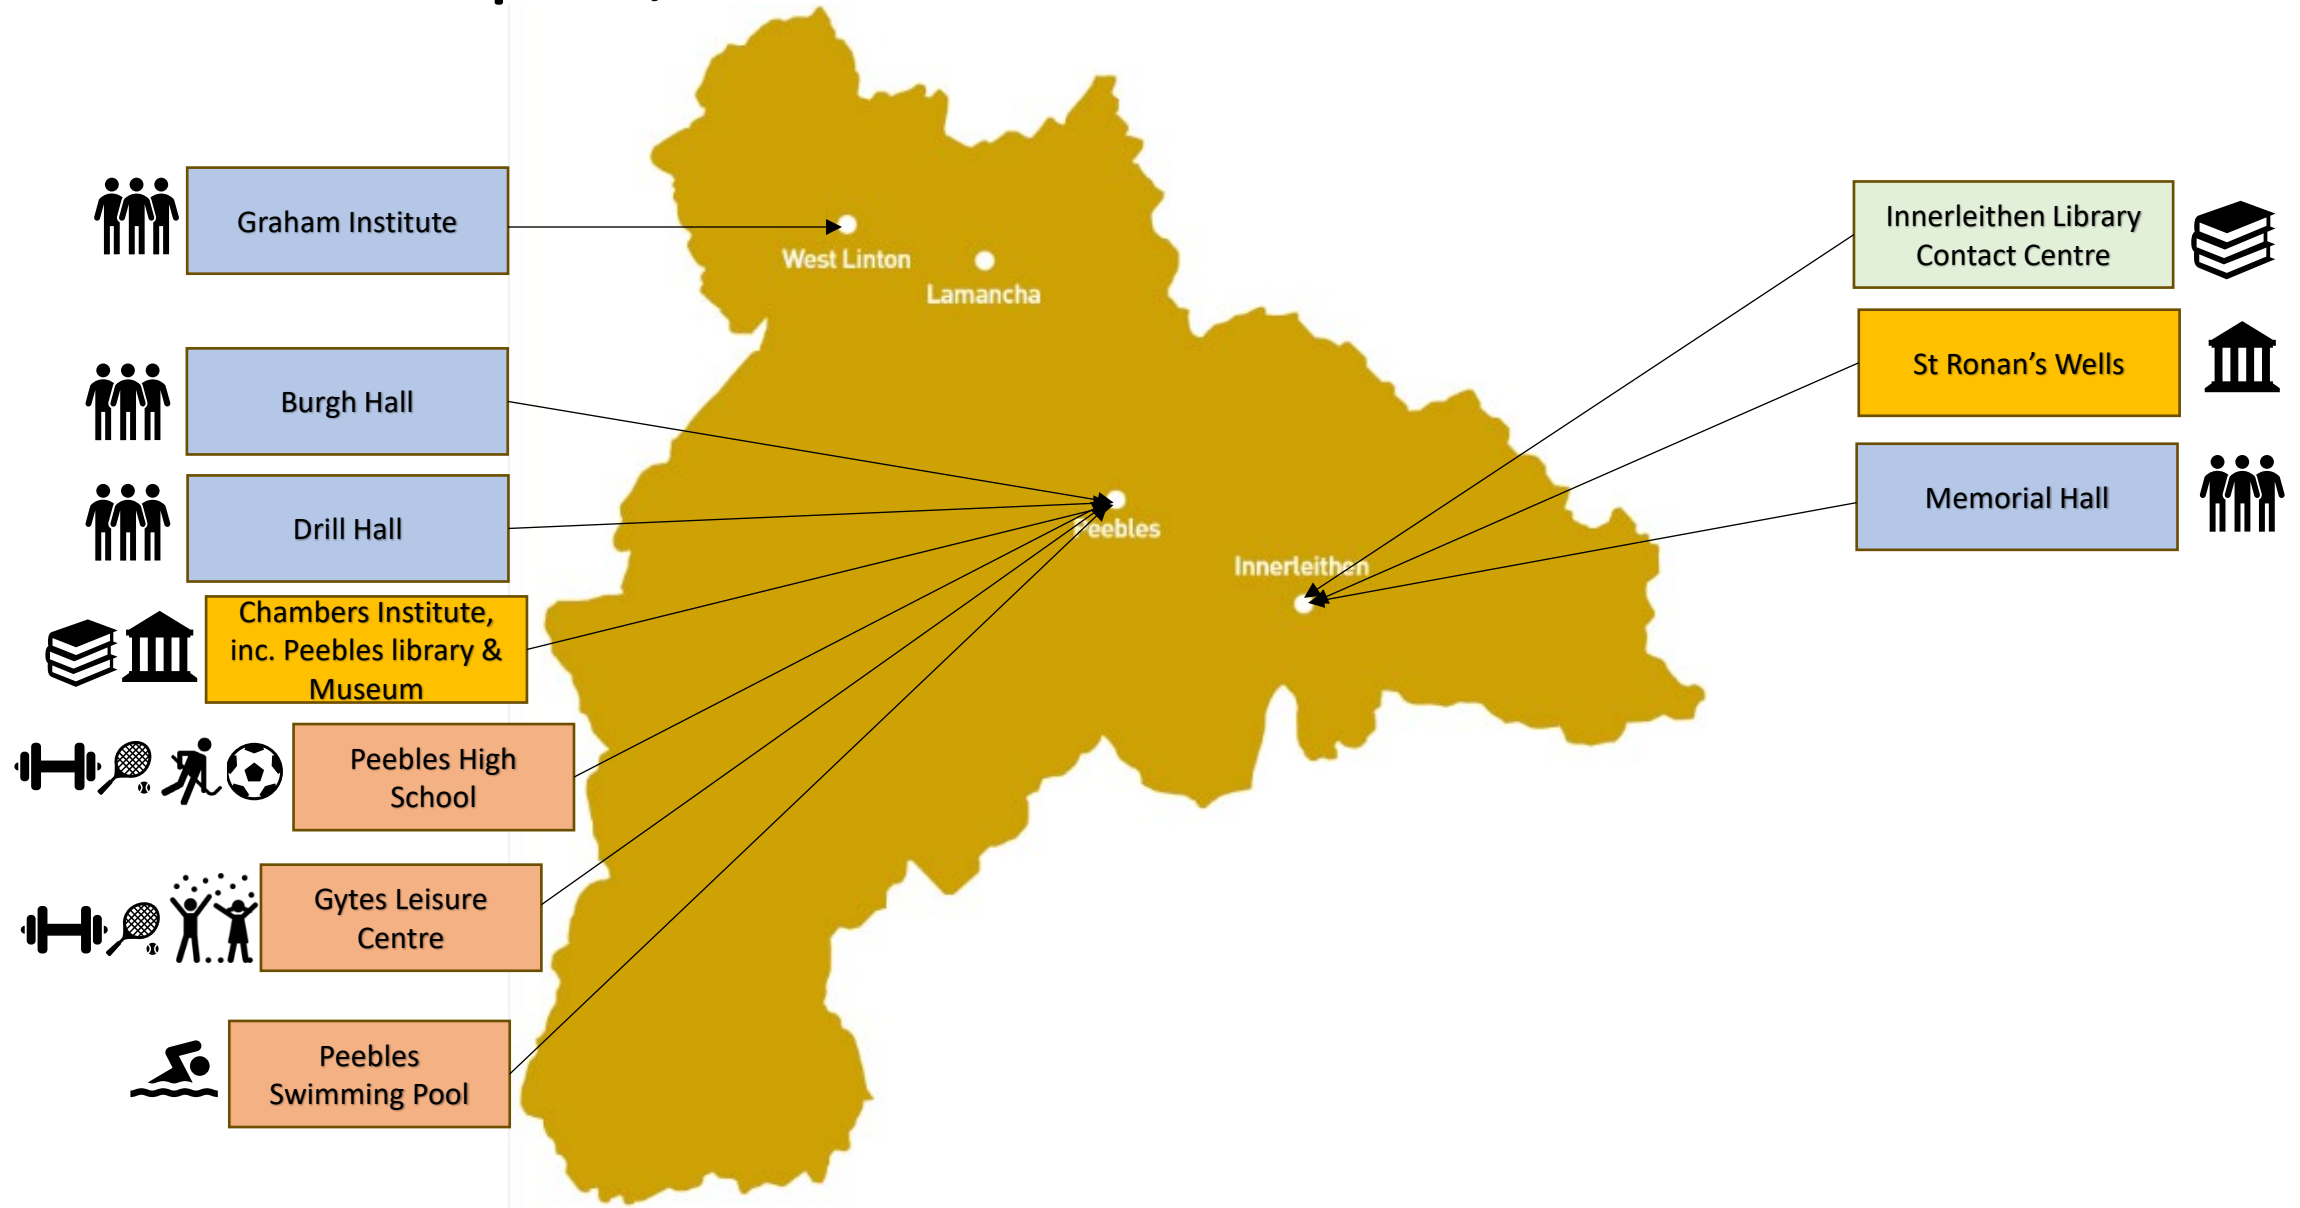 Graham Institute
Burgh Hall
Drill Hall
Chambers Institute,
inc. Peebles library &
Museum
Peebles High
School
Gytes Leisure
Centre
Peebles
Swimming Pool
West Linton
Lamancha
Peebles
Innerleithen
Innerleithen Library
Contact Centre
St Ronan’s Wells
Memorial Hall